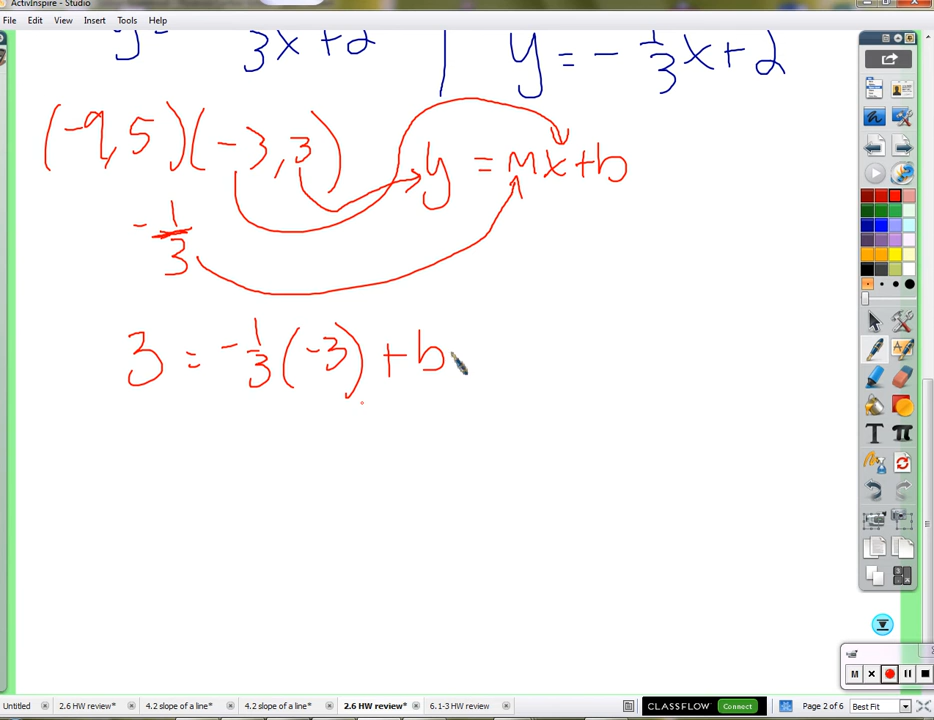 ActivInspire - Studio
File Edit View Insert Tools Help
y = 3x+2 y = -1/3x+2
(-9,5)(-3,3) y = mx+b
-1/3
3 = -1/3(-3) + b
M
Untitled 2.6 HW review* 4.2 slope of a line* 4.2 slope of a line* 2.6 HW review* 6.1-3 HW review CLASSFLOW Connect Page 2 of 6 Best Fit